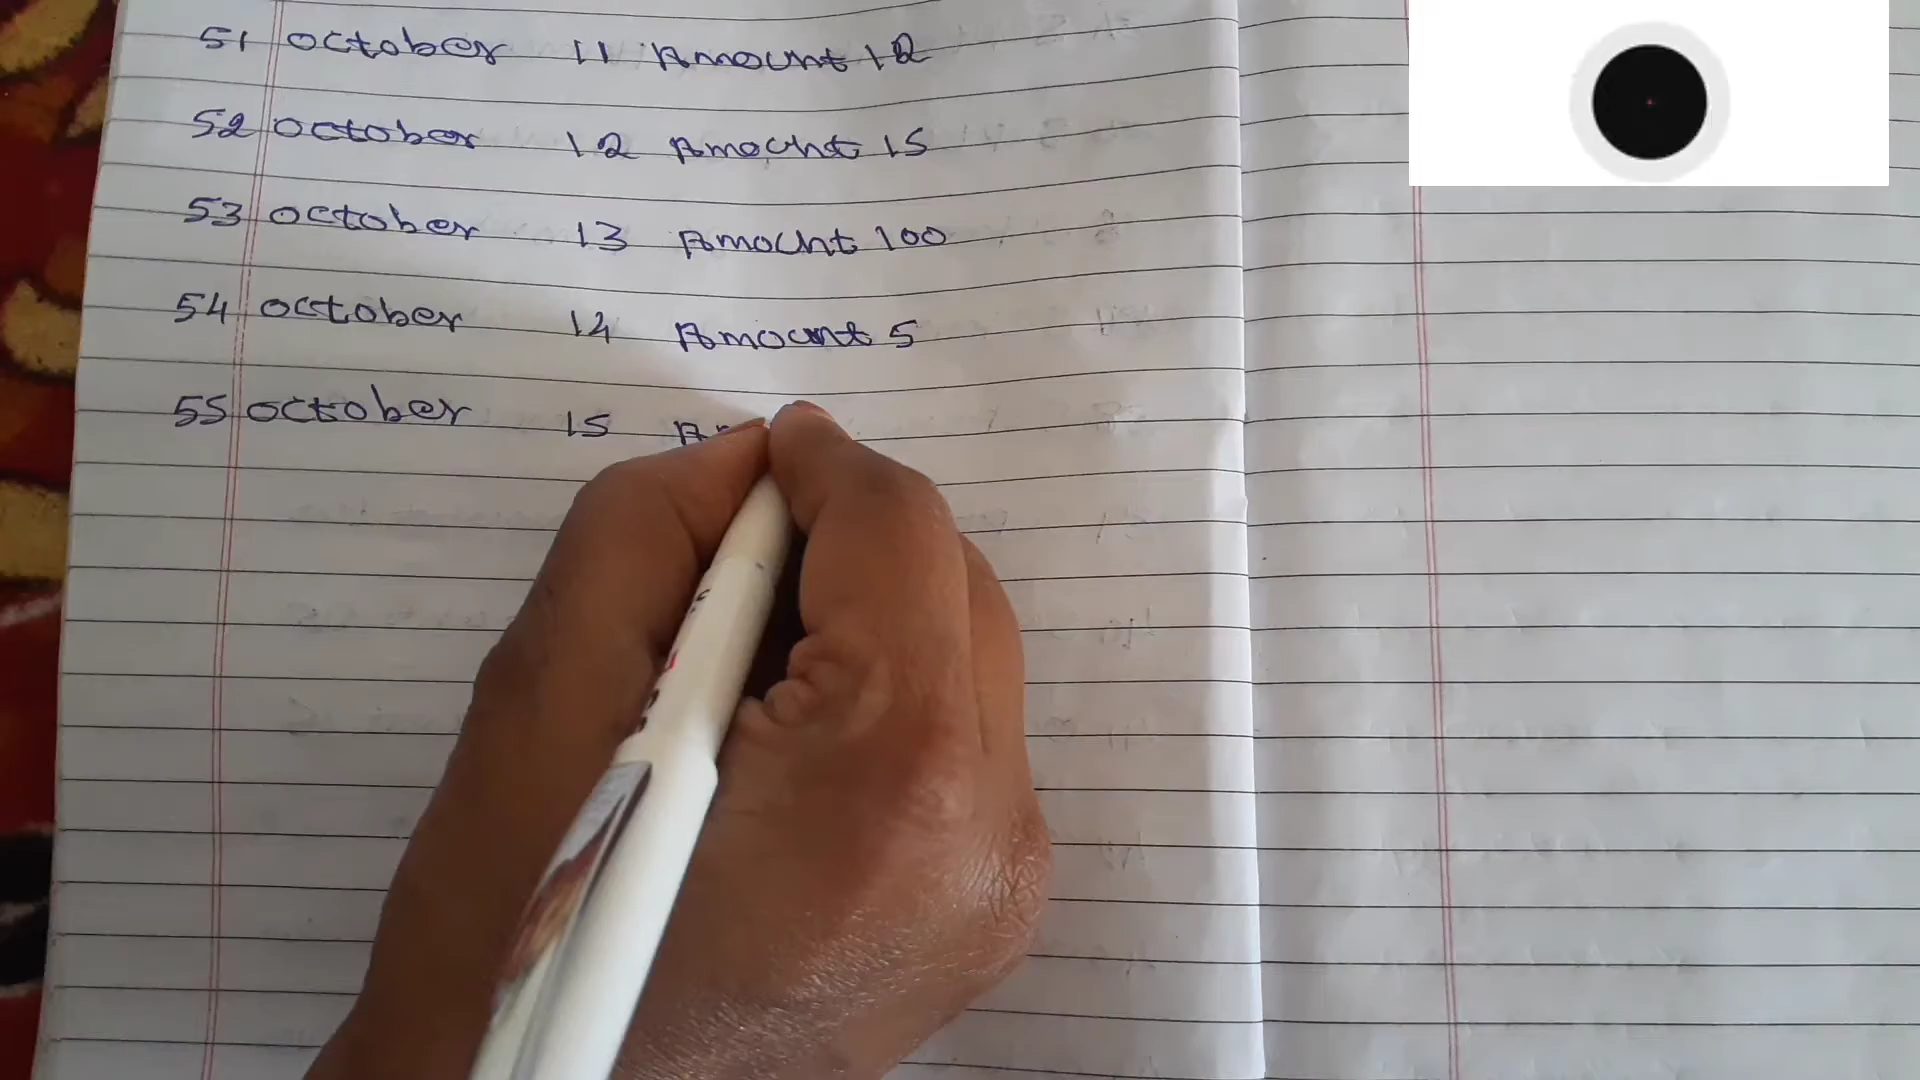 51 October 11 Amount 12
52 October 12 Amount 15
53 October 13 Amount 100
54 October 14 Amount 5
55 October 15